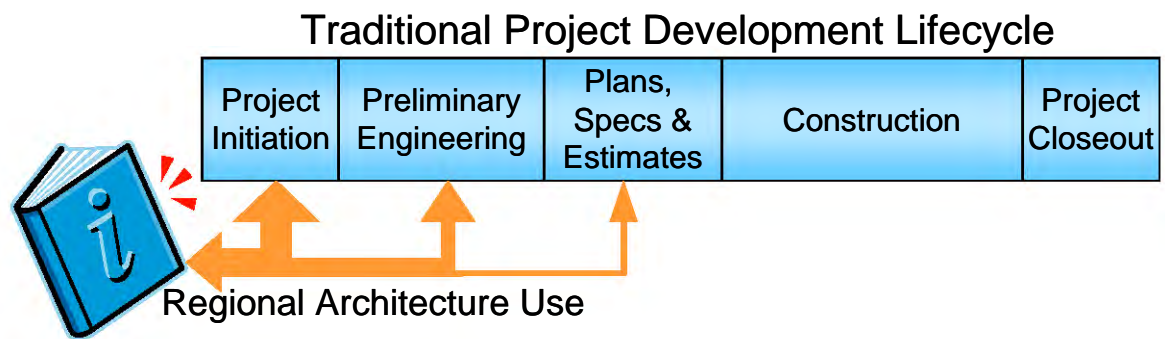 Traditional Project Development Lifecycle
Project
Initiation
Preliminary
Engineering
Plans,
Specs &
Estimates
Construction
Project
Closeout
i
Regional Architecture Use